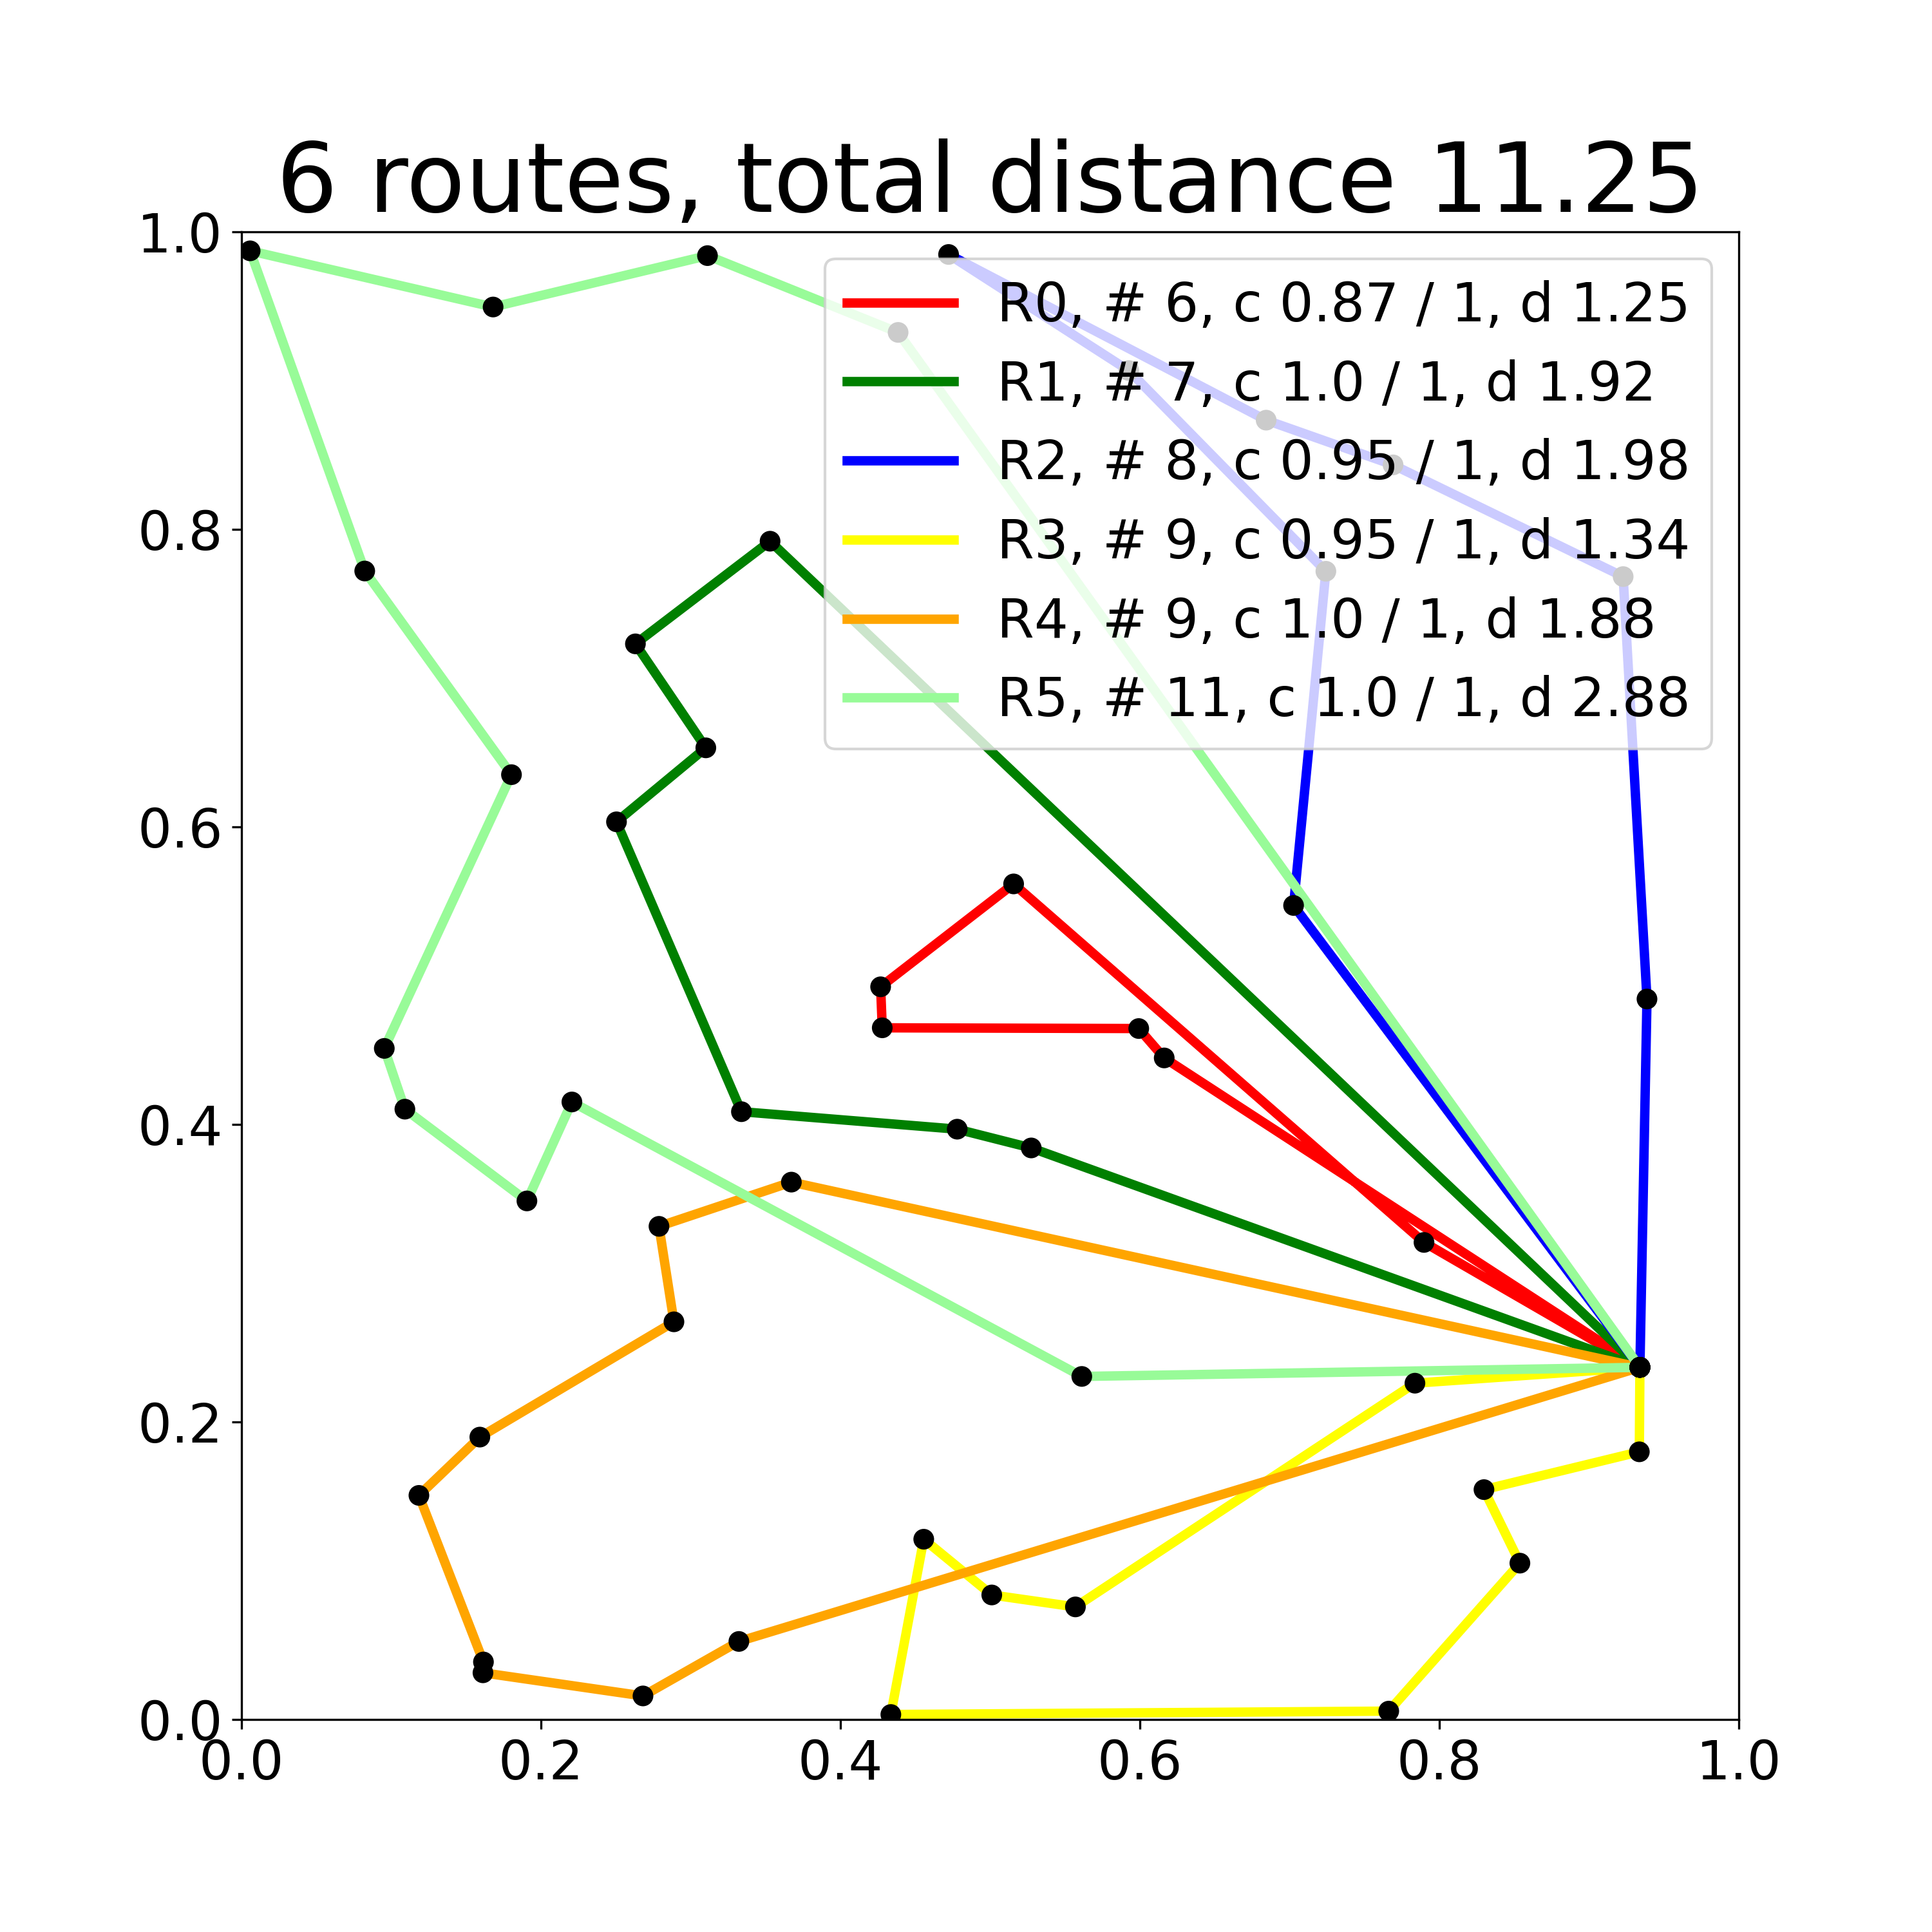 6 routes, total distance 11.25
1.0
0.8
0.6
0.4
0.2
0.0
R0, # 6, c 0.87 / 1, d 1.25
R1, # 7, c 1.0 / 1, d 1.92
R2, # 8, c 0.95 / 1, d 1.98
R3, # 9, c 0.95 / 1, d 1.34
R4, # 9, c 1.0 / 1, d 1.88
R5, # 11, c 1.0 / 1, d 2.88
0.0 0.2 0.4 0.6 0.8 1.0